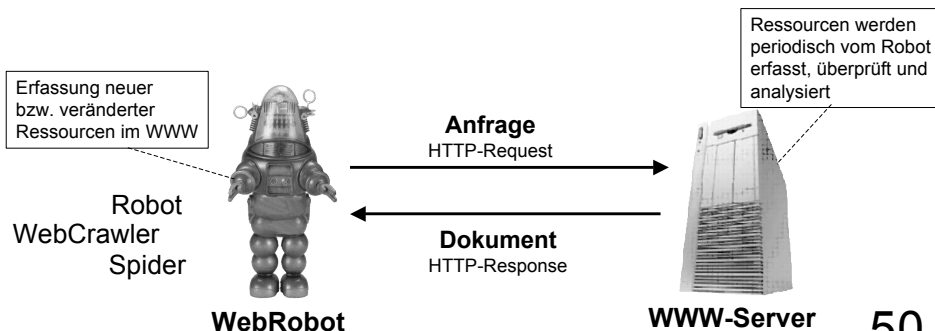 Ressourcen werden
periodisch vom Robot
erfasst, überprüft und
analysiert
Erfassung neuer
bzw. veränderter
Ressourcen im WWW
Anfrage
HTTP-Request
Robot
WebCrawler
Spider
Dokument
HTTP-Response
WebRobot
WWW-Server
50